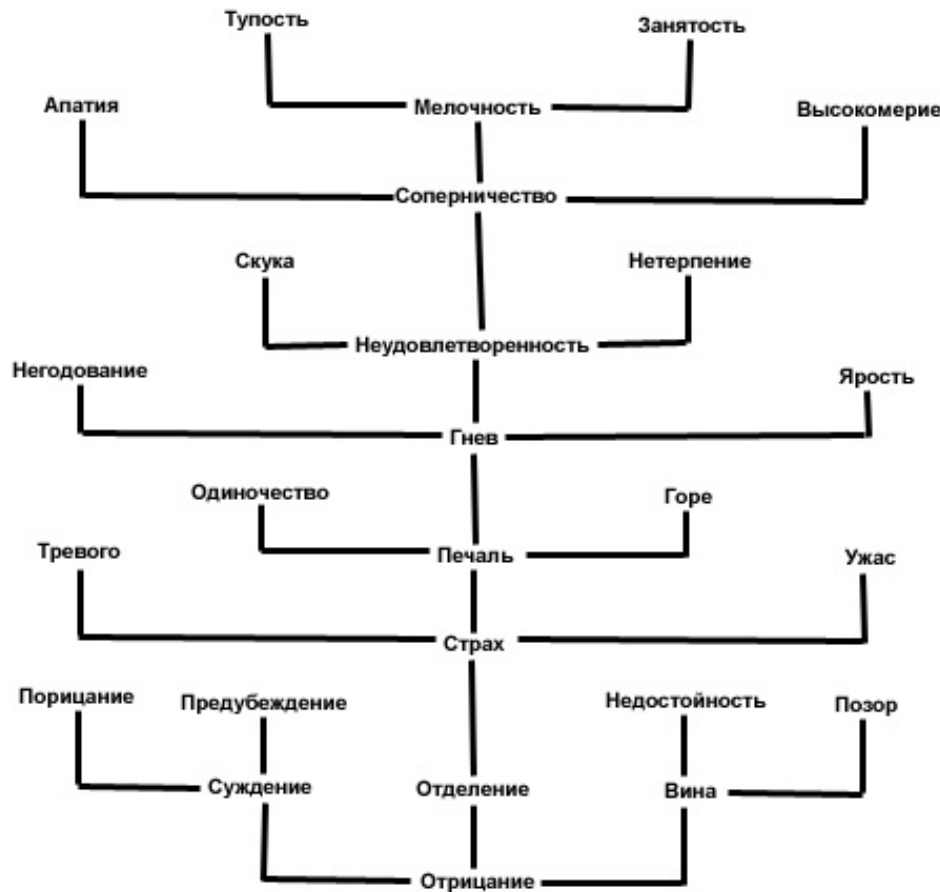 Тупость
Занятость
Апатия
Мелочность
Высокомерие
Соперничество
Скука
Нетерпение
Неудовлетворенность
Негодование
Ярость
Гнев
Одиночество
Горе
Тревого
Печаль
Ужас
Страх
Порицание
Предубеждение
Недостойность
Позор
Суждение
Отделение
Вина
Отрицание